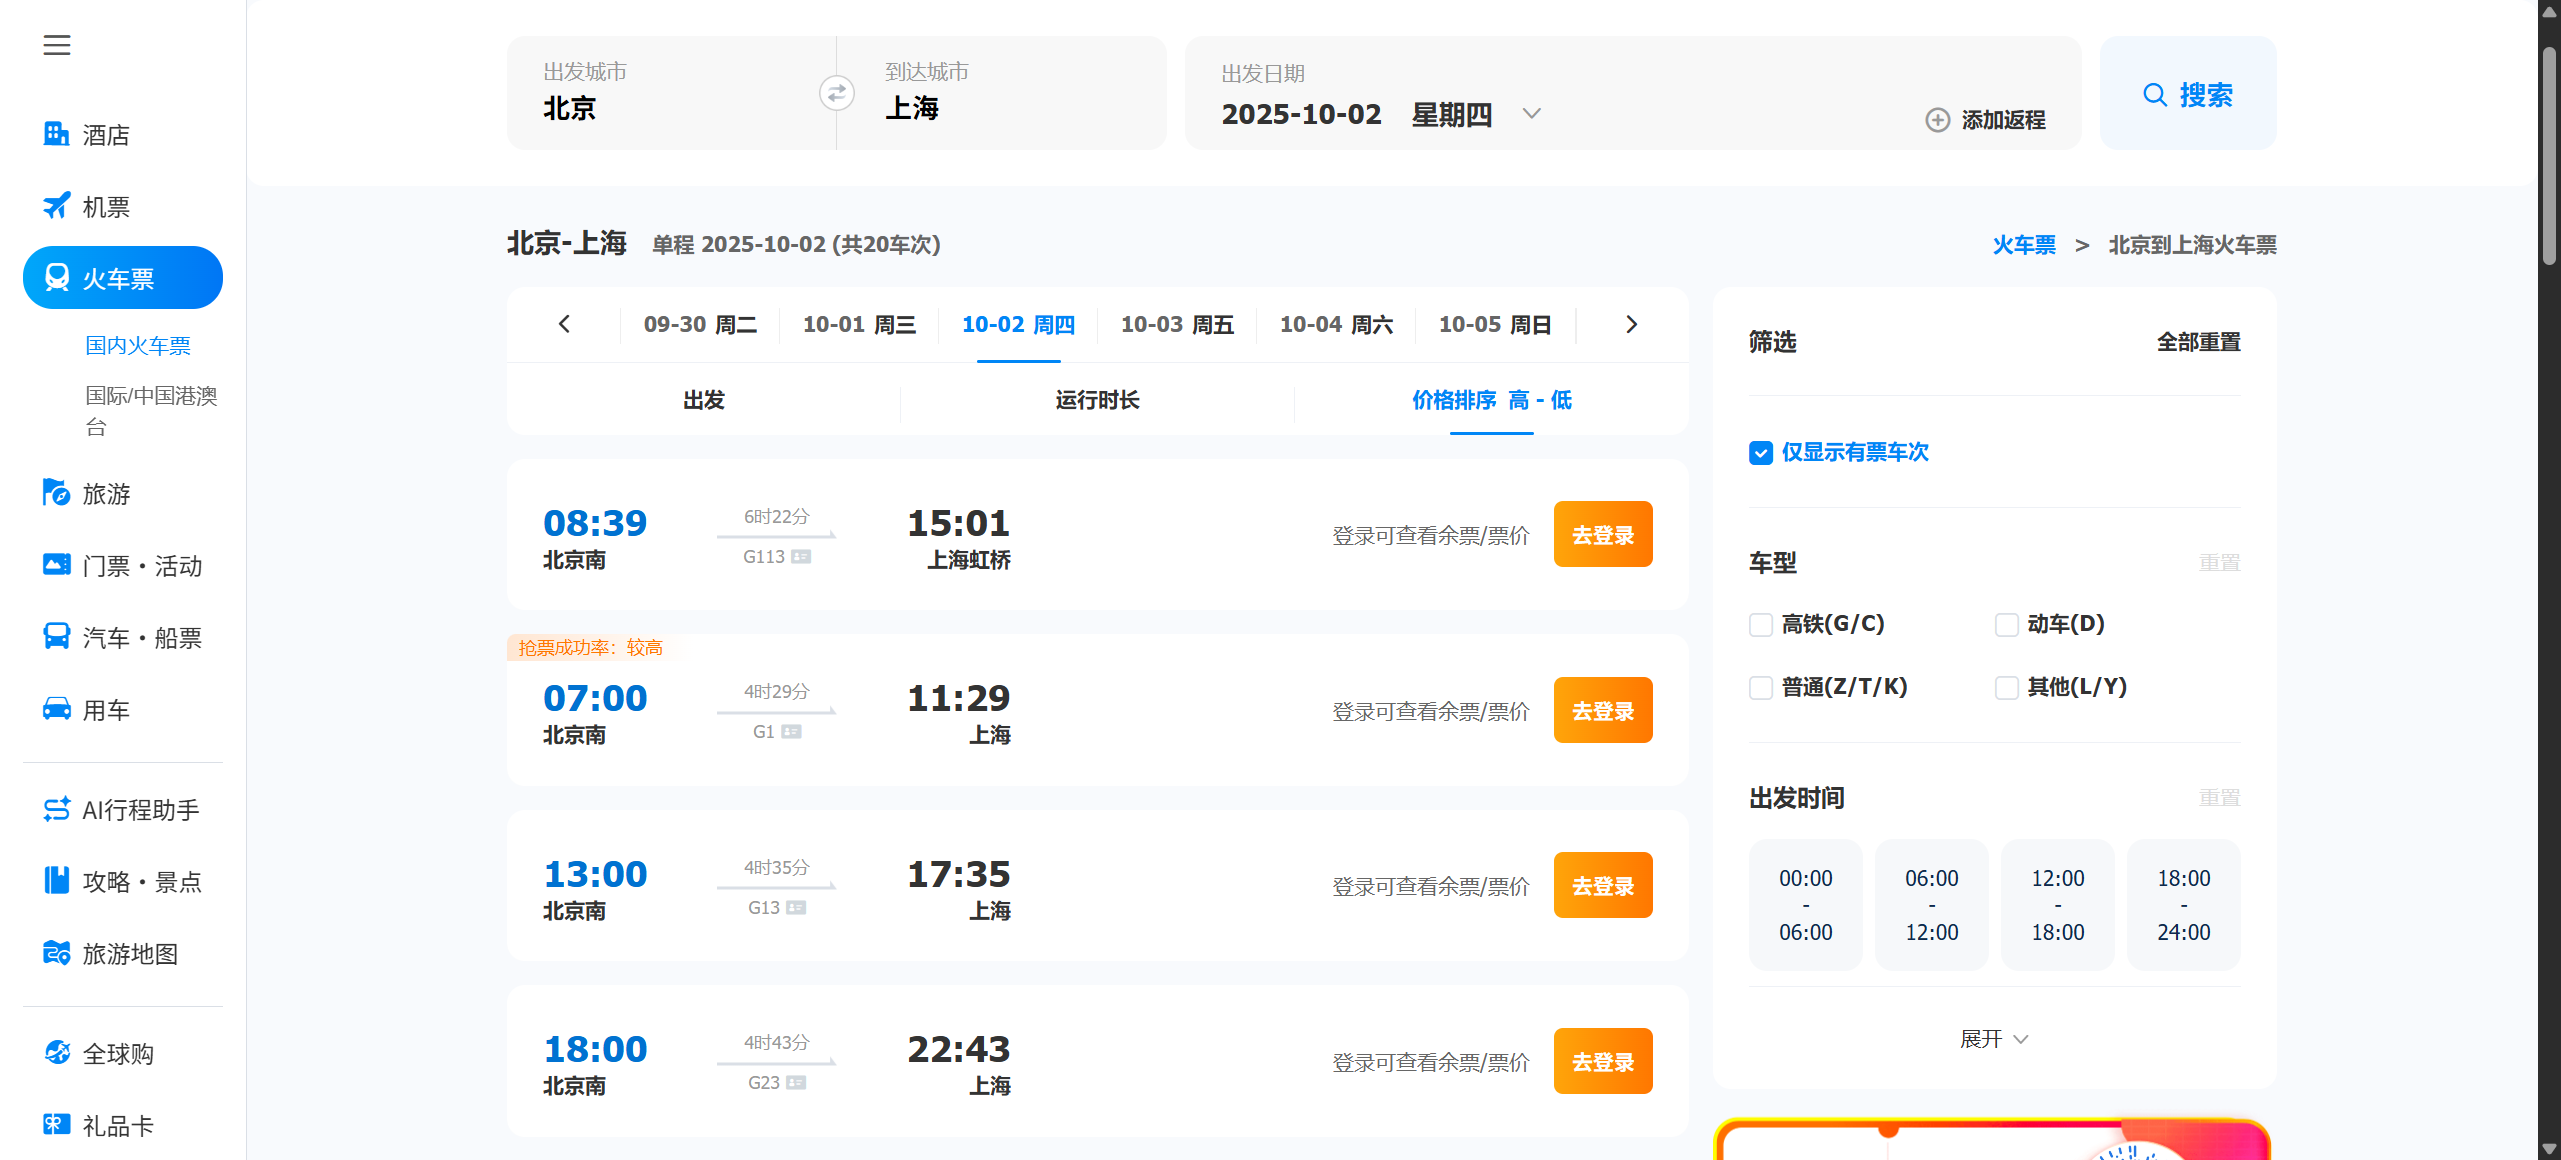 酒店
机票
火车票
国内火车票
国际/中国港澳
台
旅游
门票・活动
汽车・船票
用车
AI行程助手
攻略・景点
旅游地图
全球购
礼品卡
出发城市
北京
到达城市
上海
出发日期
2025-10-02 星期四
添加返程
搜索
北京-上海 单程 2025-10-02 (共20车次)
火车票 > 北京到上海火车票
09-30 周二 10-01 周三 10-02 周四 10-03 周五 10-04 周六 10-05 周日
出发 运行时长 价格排序 高 - 低
08:39 6时22分 15:01
北京南 G113 上海虹桥
登录可查看余票/票价 去登录
抢票成功率：较高
07:00 4时29分 11:29
北京南 G1 上海
登录可查看余票/票价 去登录
13:00 4时35分 17:35
北京南 G13 上海
登录可查看余票/票价 去登录
18:00 4时43分 22:43
北京南 G23 上海
登录可查看余票/票价 去登录
筛选 全部重置
仅显示有票车次
车型 重置
高铁(G/C) 动车(D)
普通(Z/T/K) 其他(L/Y)
出发时间 重置
00:00 06:00 12:00 18:00
- - - -
06:00 12:00 18:00 24:00
展开